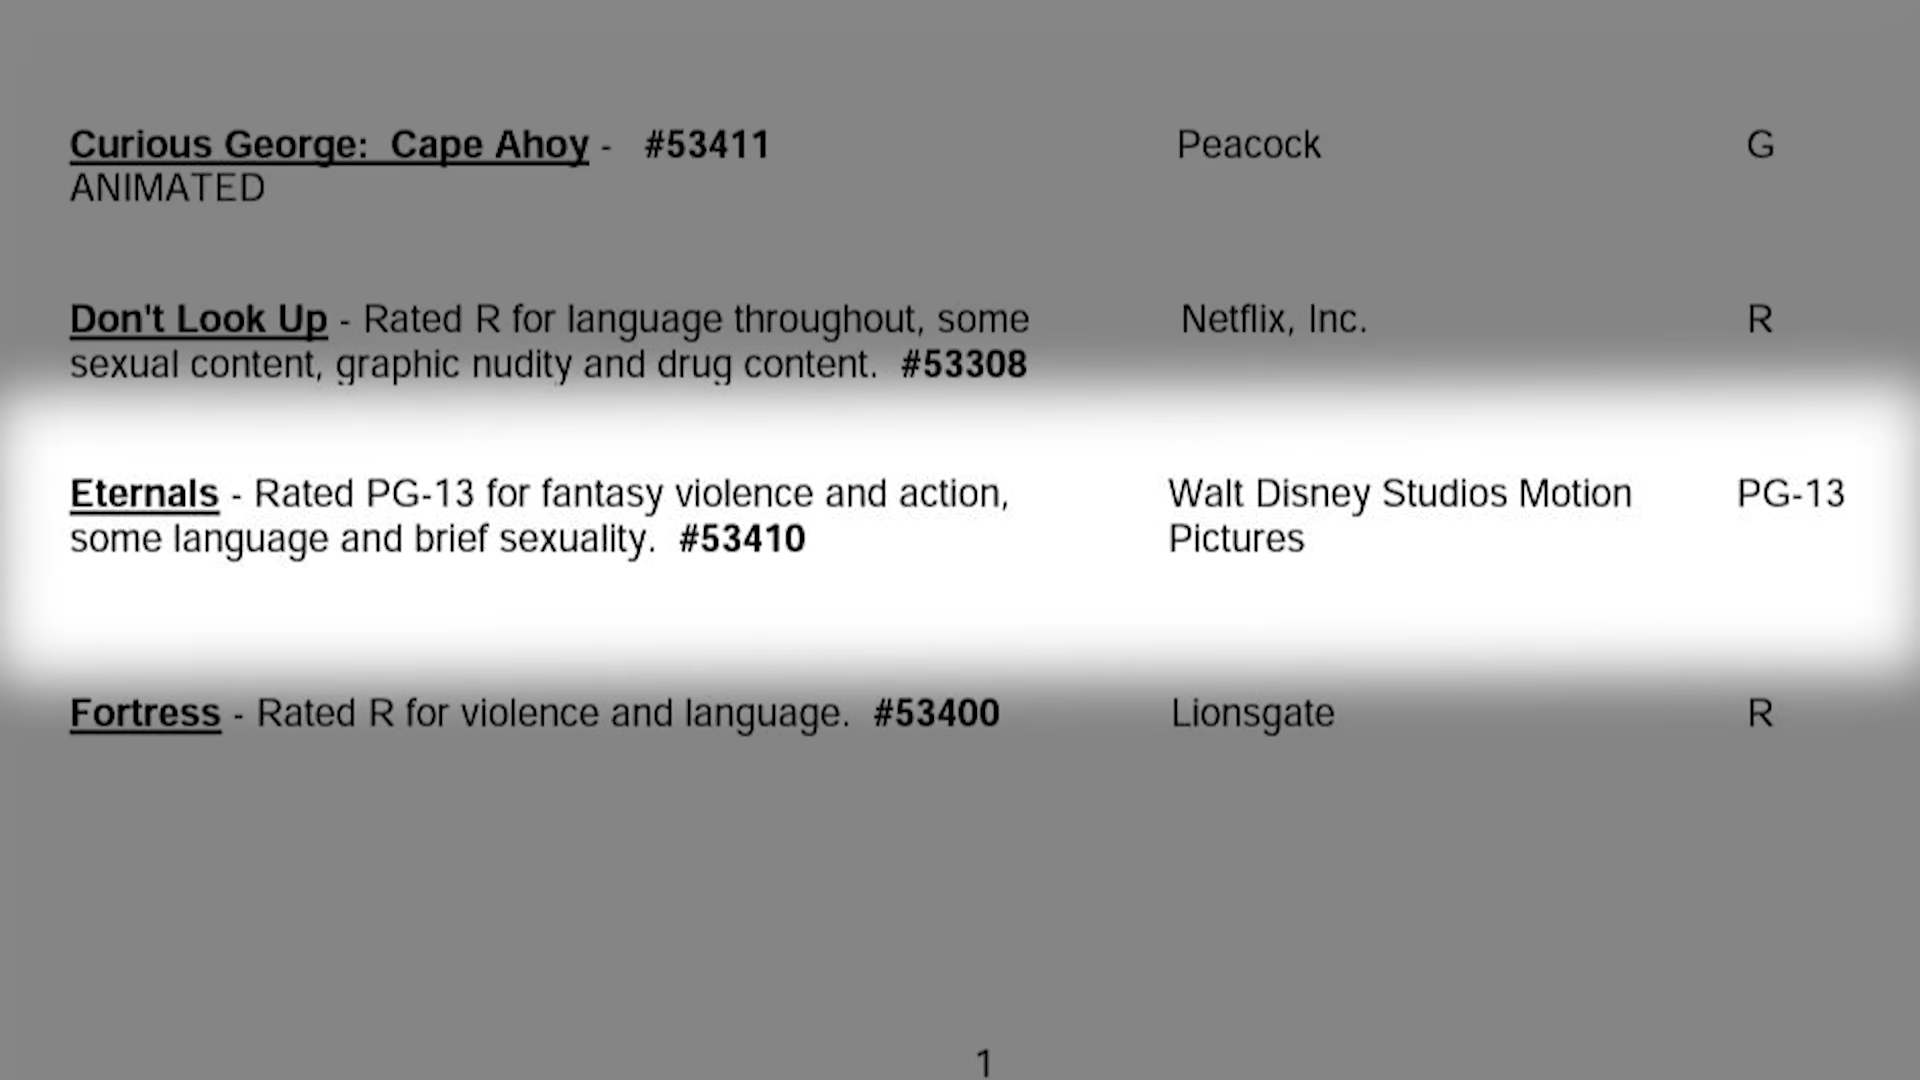 Curious George: Cape Ahoy - #53411 Peacock G
ANIMATED
Don't Look Up - Rated R for language throughout, some Netflix, Inc. R
sexual content, graphic nudity and drug content. #53308
Eternals - Rated PG-13 for fantasy violence and action, Walt Disney Studios Motion PG-13
some language and brief sexuality. #53410 Pictures
Fortress - Rated R for violence and language. #53400 Lionsgate R
1